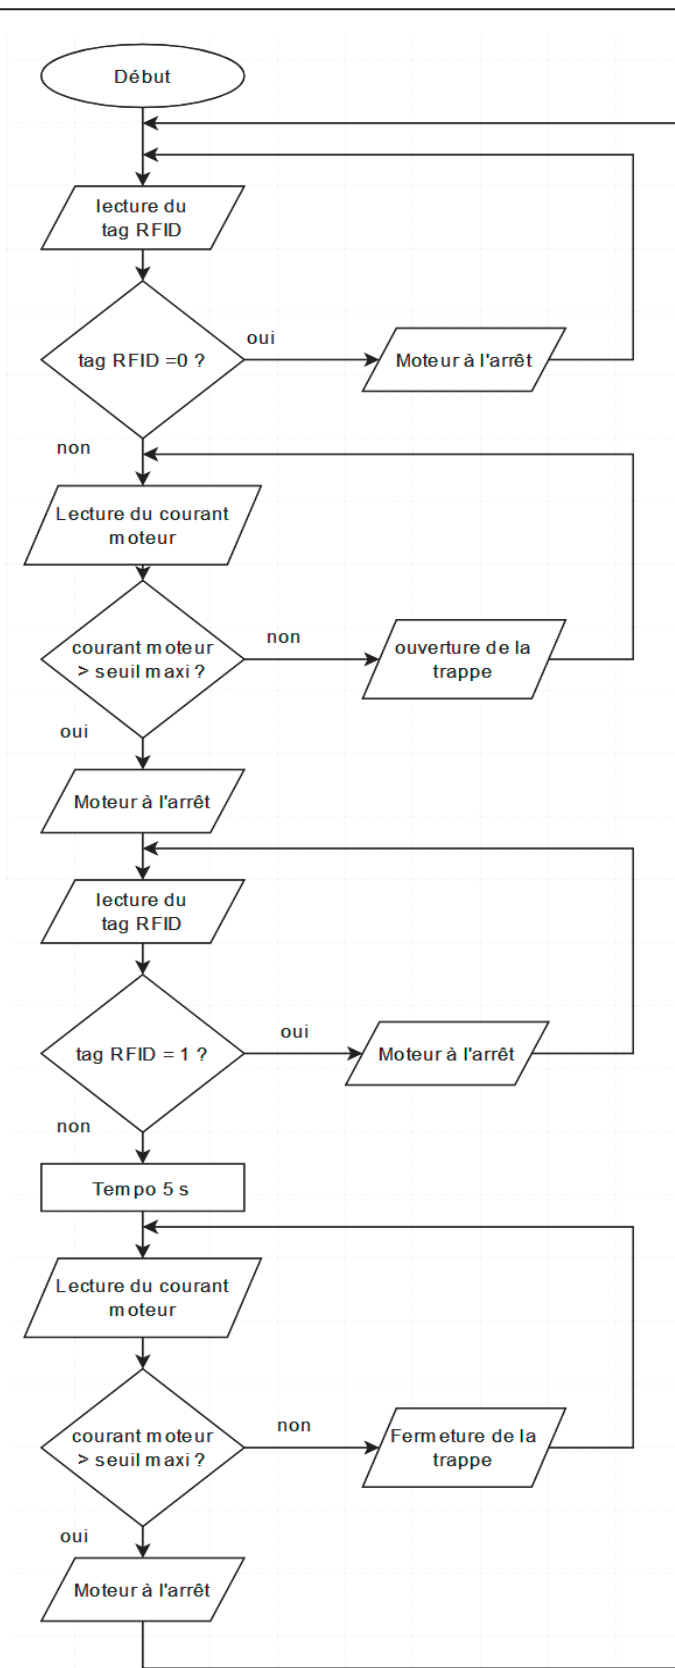 Début
lecture du
tag RFID
tag RFID =0 ?
oui
Moteur à l'arrêt
non
Lecture du courant
moteur
courant moteur
> seuil maxi ?
non
ouverture de la
trappe
oui
Moteur à l'arrêt
lecture du
tag RFID
tag RFID = 1 ?
oui
Moteur à l'arrêt
non
Tempo 5 s
Lecture du courant
moteur
courant moteur
> seuil maxi ?
non
Fermeture de la
trappe
oui
Moteur à l'arrêt